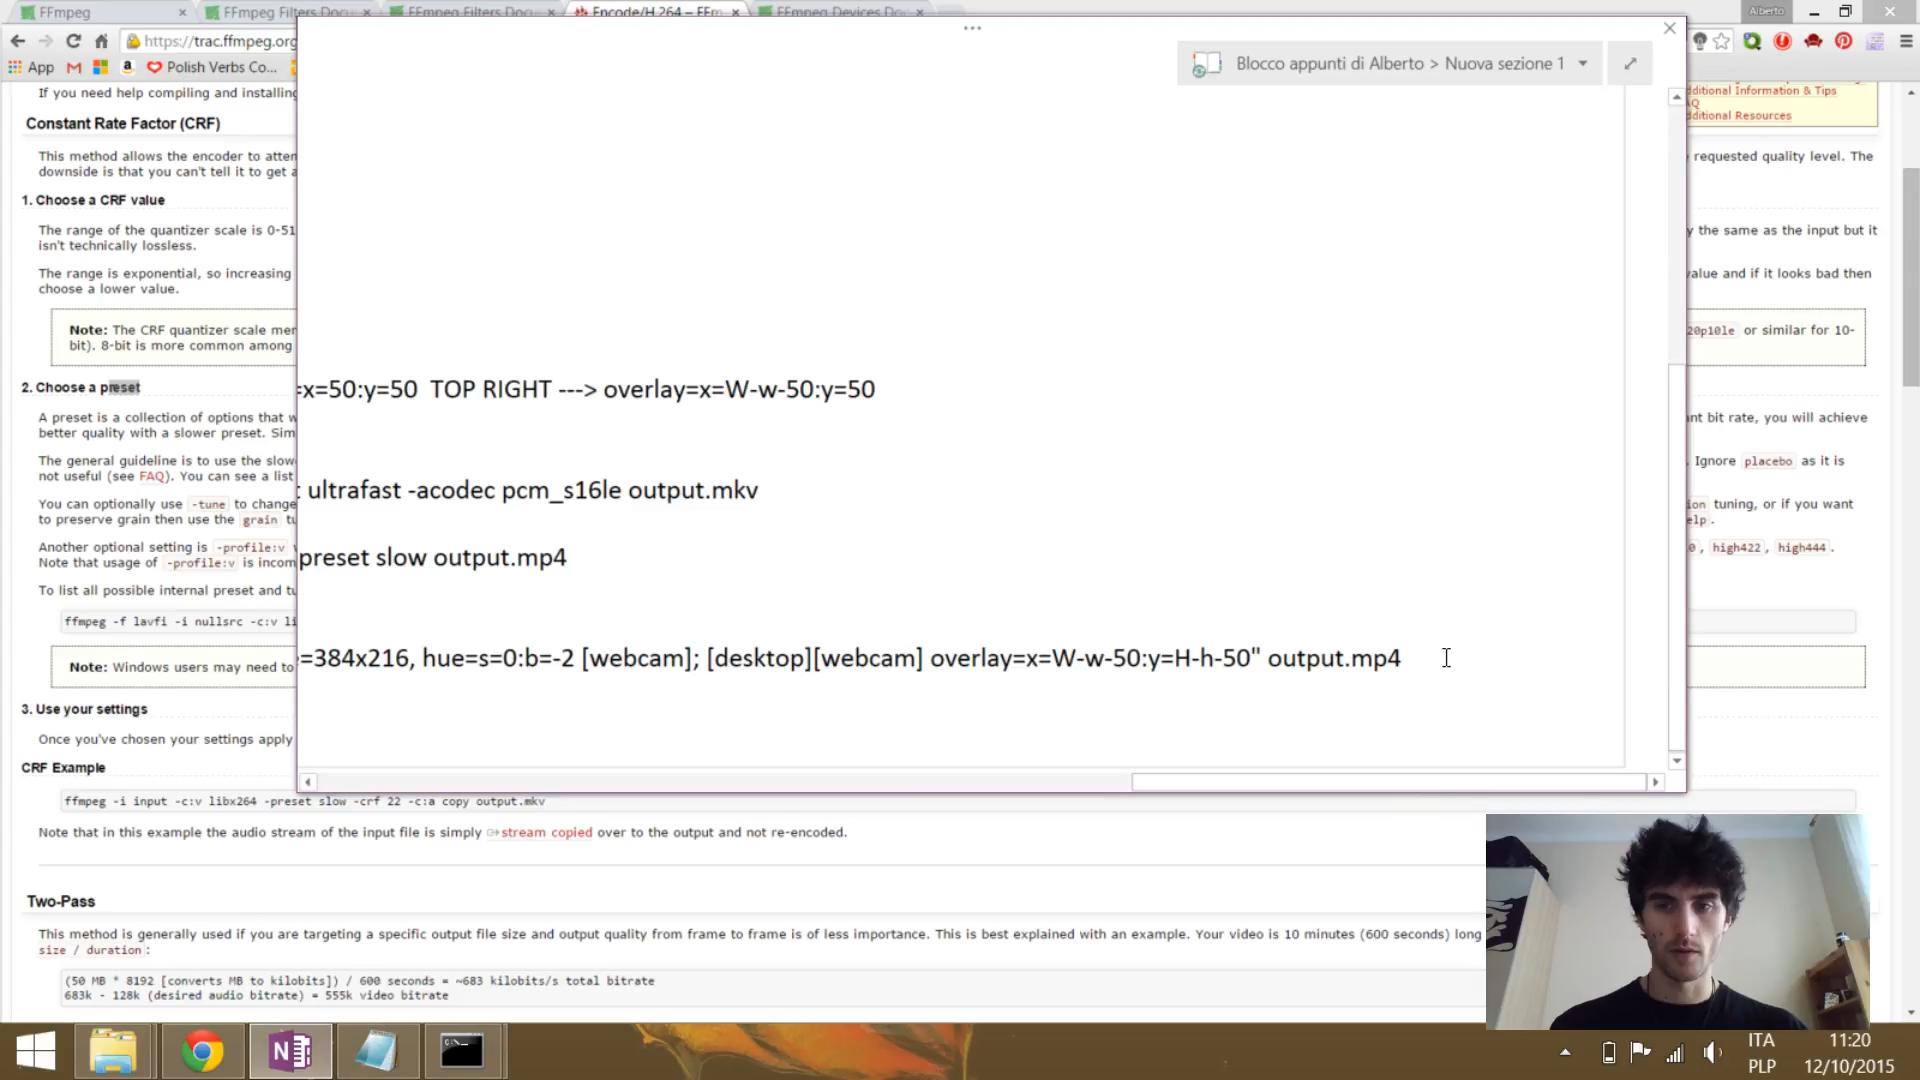 FFmpeg
FFmpeg Filters Docu
FFmpeg Filters Docu
Encode/H.264 – FFm
FFmpeg Devices Do
Alberto
https://trac.ffmpeg.org
App
Polish Verbs Co...
Blocco appunti di Alberto > Nuova sezione 1
If you need help compiling and installing
dditional Information & Tips
AQ
dditional Resources
Constant Rate Factor (CRF)
This method allows the encoder to atten
requested quality level. The
downside is that you can't tell it to get a
1. Choose a CRF value
The range of the quantizer scale is 0-51
y the same as the input but it
isn't technically lossless.
The range is exponential, so increasing
value and if it looks bad then
choose a lower value.
Note: The CRF quantizer scale mer
20p10le or similar for 10-
bit). 8-bit is more common among
2. Choose a preset
=x=50:y=50 TOP RIGHT ---> overlay=x=W-w-50:y=50
A preset is a collection of options that w
nt bit rate, you will achieve
better quality with a slower preset. Sim
The general guideline is to use the slow
Ignore placebo as it is
not useful (see FAQ). You can see a list
t ultrafast -acodec pcm_s16le output.mkv
You can optionally use -tune to change
ion tuning, or if you want
to preserve grain then use the grain tu
elp.
Another optional setting is -profile:v
0, high422, high444.
Note that usage of -profile:v is incom
preset slow output.mp4
To list all possible internal preset and tu
ffmpeg -f lavfi -i nullsrc -c:v li
Note: Windows users may need to
=384x216, hue=s=0:b=-2 [webcam]; [desktop][webcam] overlay=x=W-w-50:y=H-h-50" output.mp4
3. Use your settings
Once you've chosen your settings apply
CRF Example
ffmpeg -i input -c:v libx264 -preset slow -crf 22 -c:a copy output.mkv
Note that in this example the audio stream of the input file is simply stream copied over to the output and not re-encoded.
Two-Pass
This method is generally used if you are targeting a specific output file size and output quality from frame to frame is of less importance. This is best explained with an example. Your video is 10 minutes (600 seconds) long
size / duration:
(50 MB * 8192 [converts MB to kilobits]) / 600 seconds = ~683 kilobits/s total bitrate
683k - 128k (desired audio bitrate) = 555k video bitrate
ITA
11:20
PLP
12/10/2015